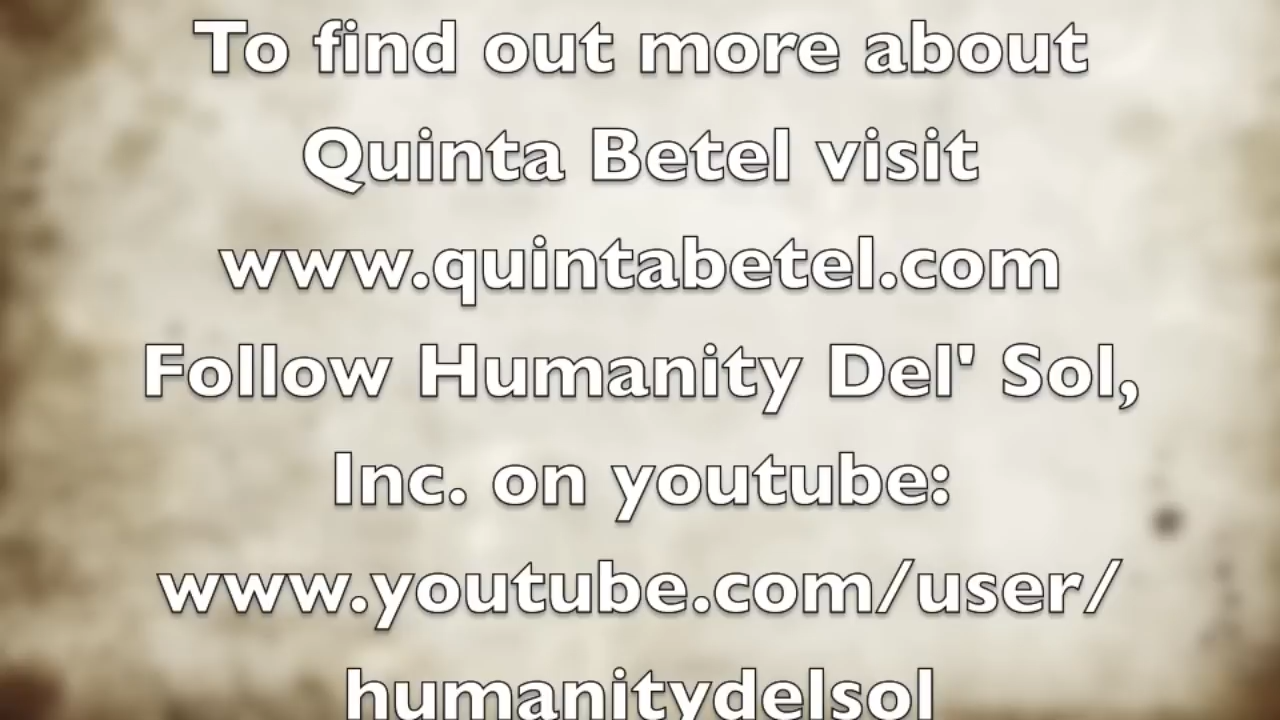 To find out more about
Quinta Betel visit
www.quintabetel.com
Follow Humanity Del' Sol,
Inc. on youtube:
www.youtube.com/user/
humanitydelsol